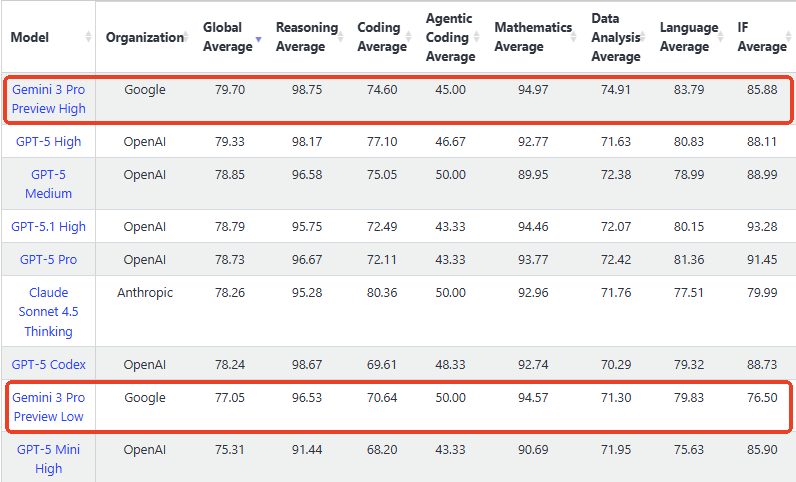 Model Organization Global Average Reasoning Average Coding Average Agentic Coding Average Mathematics Average Data Analysis Average Language Average IF Average
Gemini 3 Pro Preview High Google 79.70 98.75 74.60 45.00 94.97 74.91 83.79 85.88
GPT-5 High OpenAI 79.33 98.17 77.10 46.67 92.77 71.63 80.83 88.11
GPT-5 Medium OpenAI 78.85 96.58 75.05 50.00 89.95 72.38 78.99 88.99
GPT-5.1 High OpenAI 78.79 95.75 72.49 43.33 94.46 72.07 80.15 93.28
GPT-5 Pro OpenAI 78.73 96.67 72.11 43.33 93.77 72.42 81.36 91.45
Claude Sonnet 4.5 Thinking Anthropic 78.26 95.28 80.36 50.00 92.96 71.76 77.51 79.99
GPT-5 Codex OpenAI 78.24 98.67 69.61 48.33 92.74 70.29 79.32 88.73
Gemini 3 Pro Preview Low Google 77.05 96.53 70.64 50.00 94.57 71.30 79.83 76.50
GPT-5 Mini High OpenAI 75.31 91.44 68.20 43.33 90.69 71.95 75.63 85.90